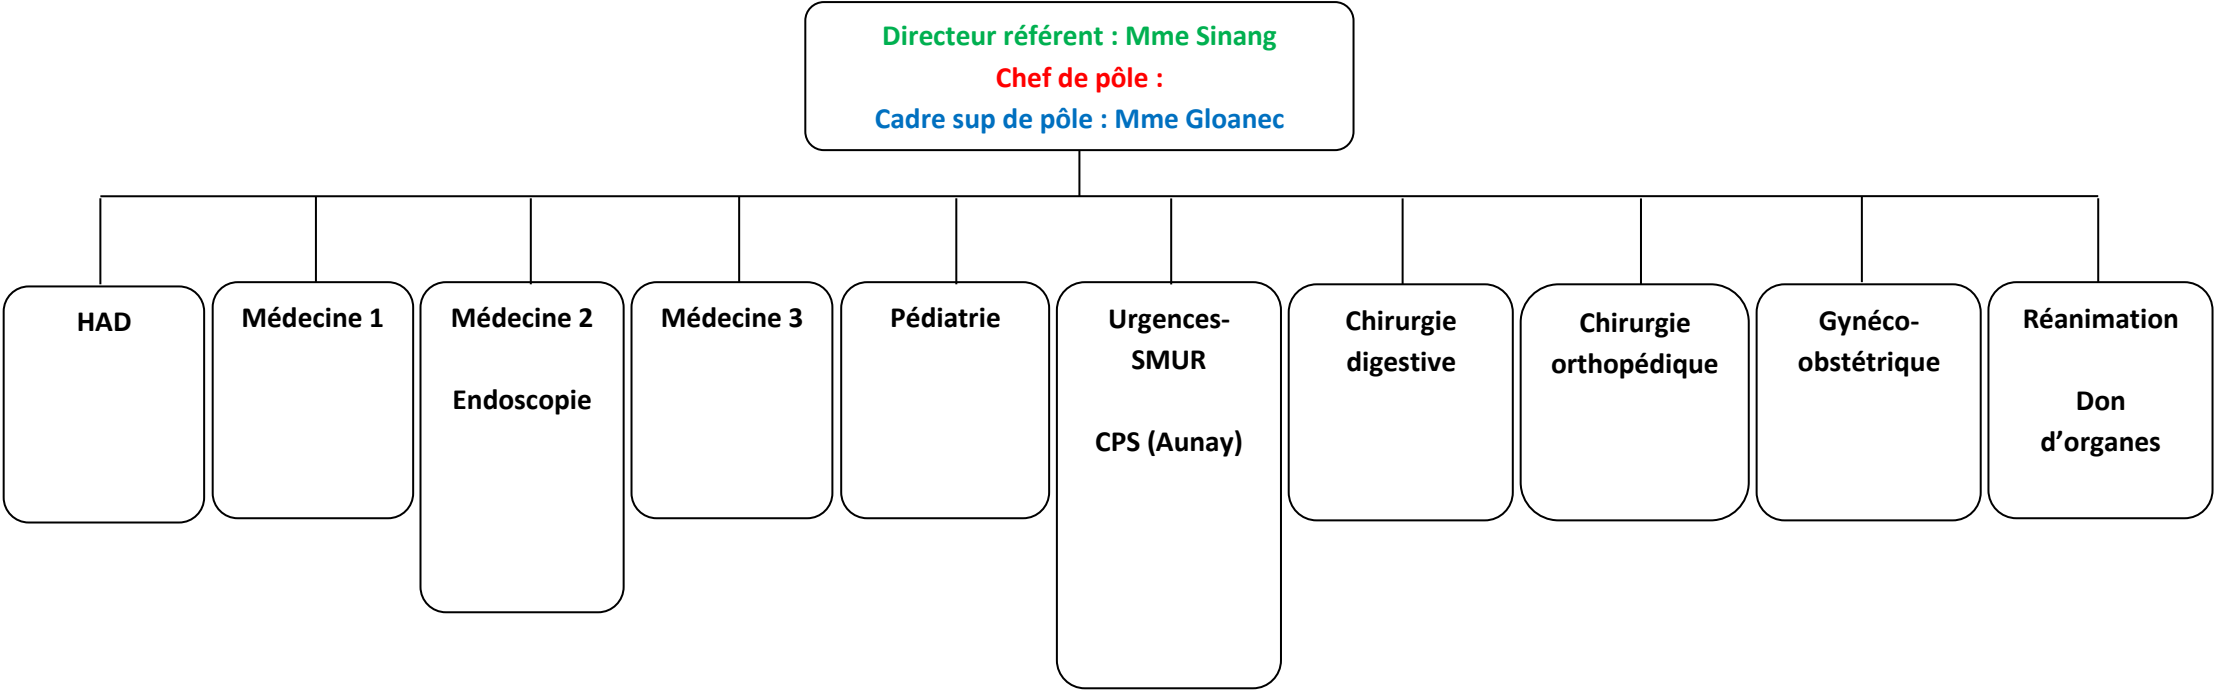 Directeur référent : Mme Sinang
Chef de pôle :
Cadre sup de pôle : Mme Gloanec
HAD
Médecine 1
Médecine 2
Endoscopie
Médecine 3
Pédiatrie
Urgences-
SMUR
CPS (Aunay)
Chirurgie
digestive
Chirurgie
orthopédique
Gynéco-
obstétrique
Réanimation
Don
d’organes